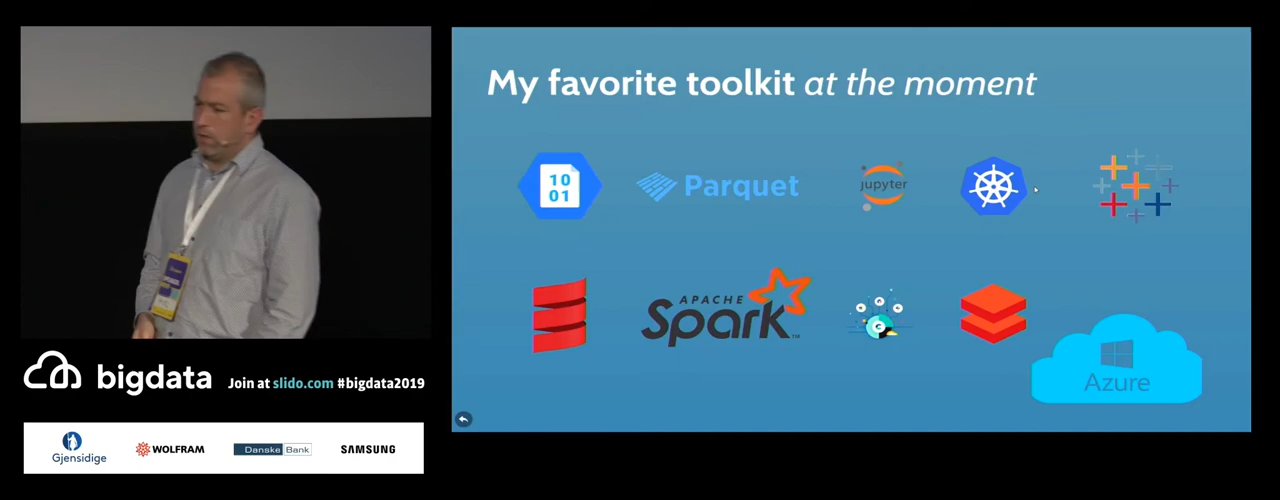 My favorite toolkit at the moment
10
01
Parquet
jupyter
APACHE
Spark™
Azure
bigdata
Join at slido.com #bigdata2019
Gjensidige
WOLFRAM
Danske Bank
SAMSUNG